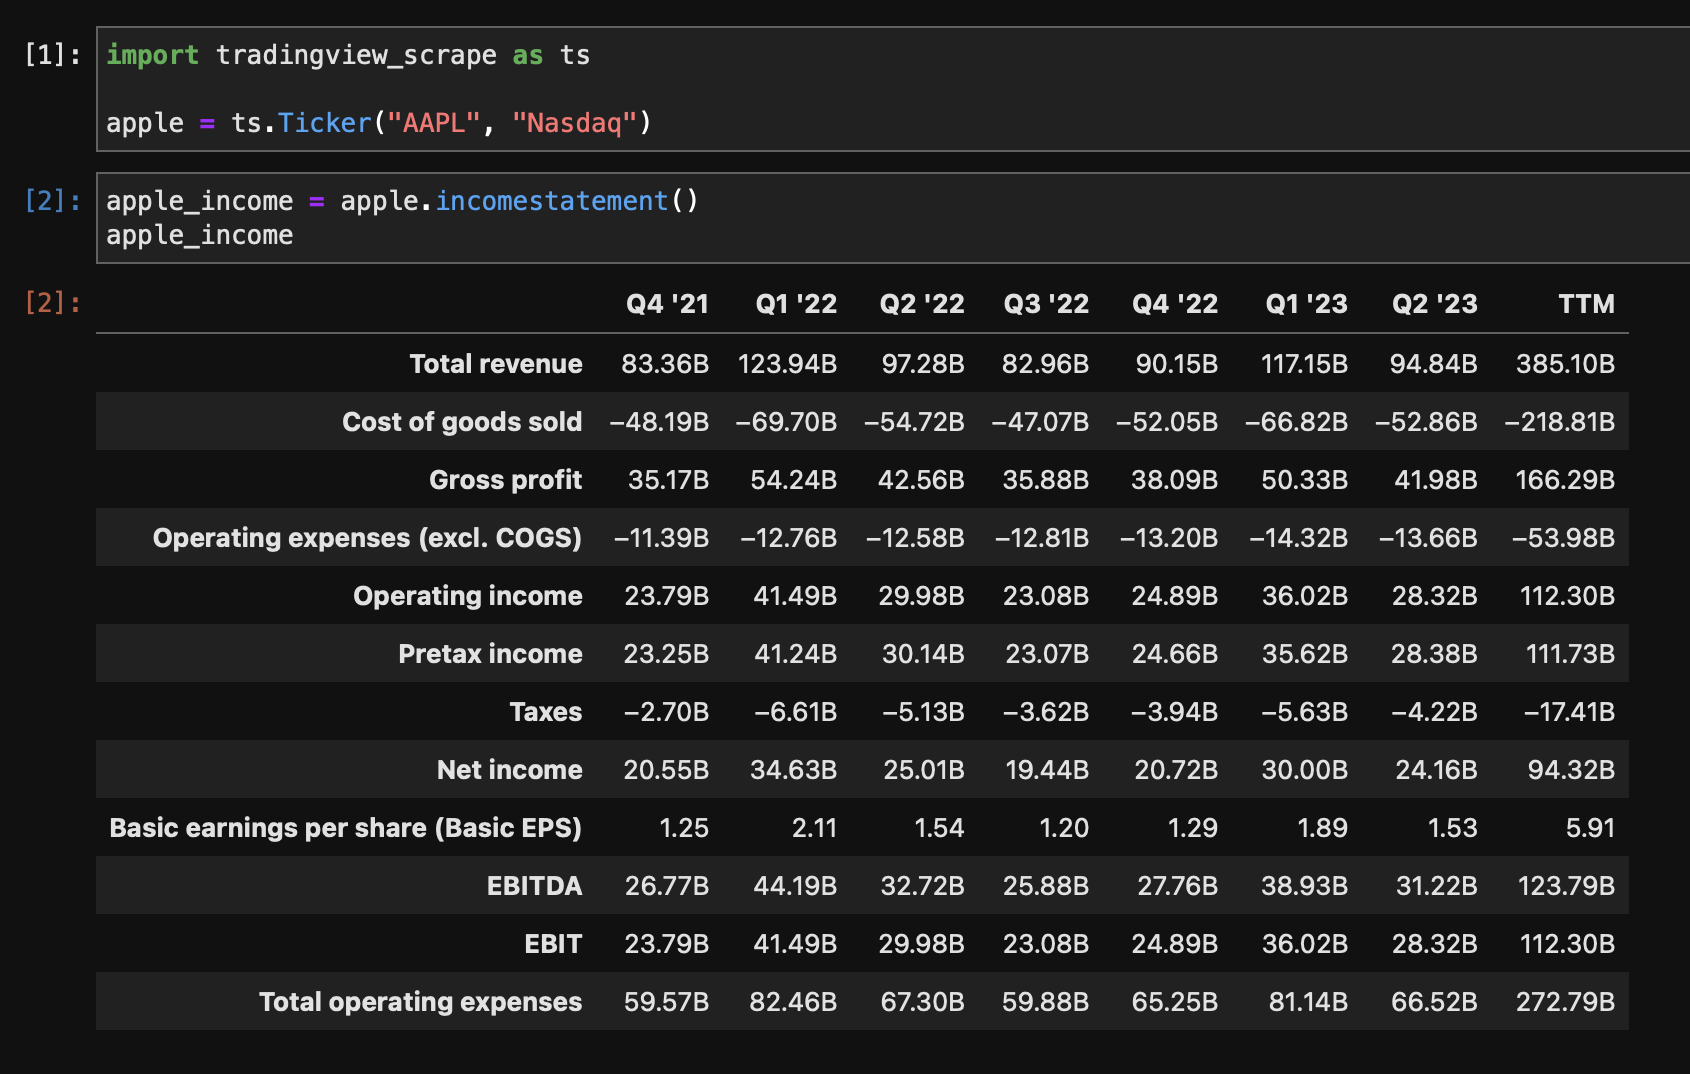 [1]: import tradingview_scrape as ts
apple = ts.Ticker("AAPL", "Nasdaq")
[2]: apple_income = apple.incomestatement()
apple_income
[2]: Q4 '21 Q1 '22 Q2 '22 Q3 '22 Q4 '22 Q1 '23 Q2 '23 TTM
Total revenue 83.36B 123.94B 97.28B 82.96B 90.15B 117.15B 94.84B 385.10B
Cost of goods sold −48.19B −69.70B −54.72B −47.07B −52.05B −66.82B −52.86B −218.81B
Gross profit 35.17B 54.24B 42.56B 35.88B 38.09B 50.33B 41.98B 166.29B
Operating expenses (excl. COGS) −11.39B −12.76B −12.58B −12.81B −13.20B −14.32B −13.66B −53.98B
Operating income 23.79B 41.49B 29.98B 23.08B 24.89B 36.02B 28.32B 112.30B
Pretax income 23.25B 41.24B 30.14B 23.07B 24.66B 35.62B 28.38B 111.73B
Taxes −2.70B −6.61B −5.13B −3.62B −3.94B −5.63B −4.22B −17.41B
Net income 20.55B 34.63B 25.01B 19.44B 20.72B 30.00B 24.16B 94.32B
Basic earnings per share (Basic EPS) 1.25 2.11 1.54 1.20 1.29 1.89 1.53 5.91
EBITDA 26.77B 44.19B 32.72B 25.88B 27.76B 38.93B 31.22B 123.79B
EBIT 23.79B 41.49B 29.98B 23.08B 24.89B 36.02B 28.32B 112.30B
Total operating expenses 59.57B 82.46B 67.30B 59.88B 65.25B 81.14B 66.52B 272.79B